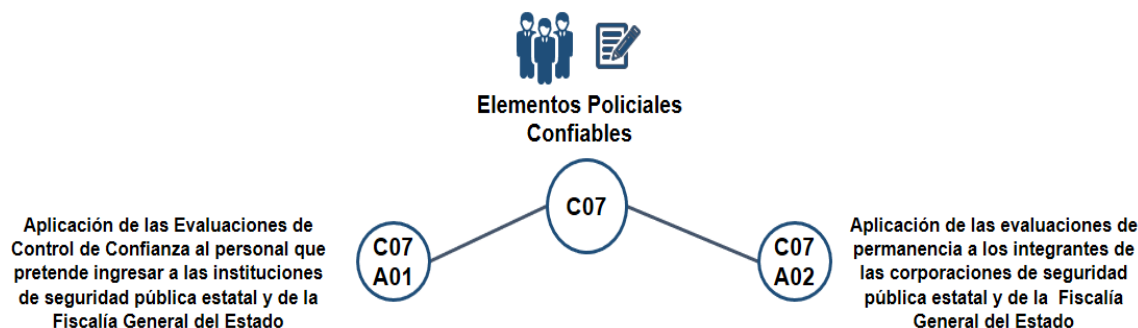 Elementos Policiales
Confiables
C07
Aplicación de las Evaluaciones de
Control de Confianza al personal que
pretende ingresar a las instituciones
de seguridad pública estatal y de la
Fiscalía General del Estado
C07
A01
C07
A02
Aplicación de las evaluaciones de
permanencia a los integrantes de
las corporaciones de seguridad
pública estatal y de la Fiscalía
General del Estado